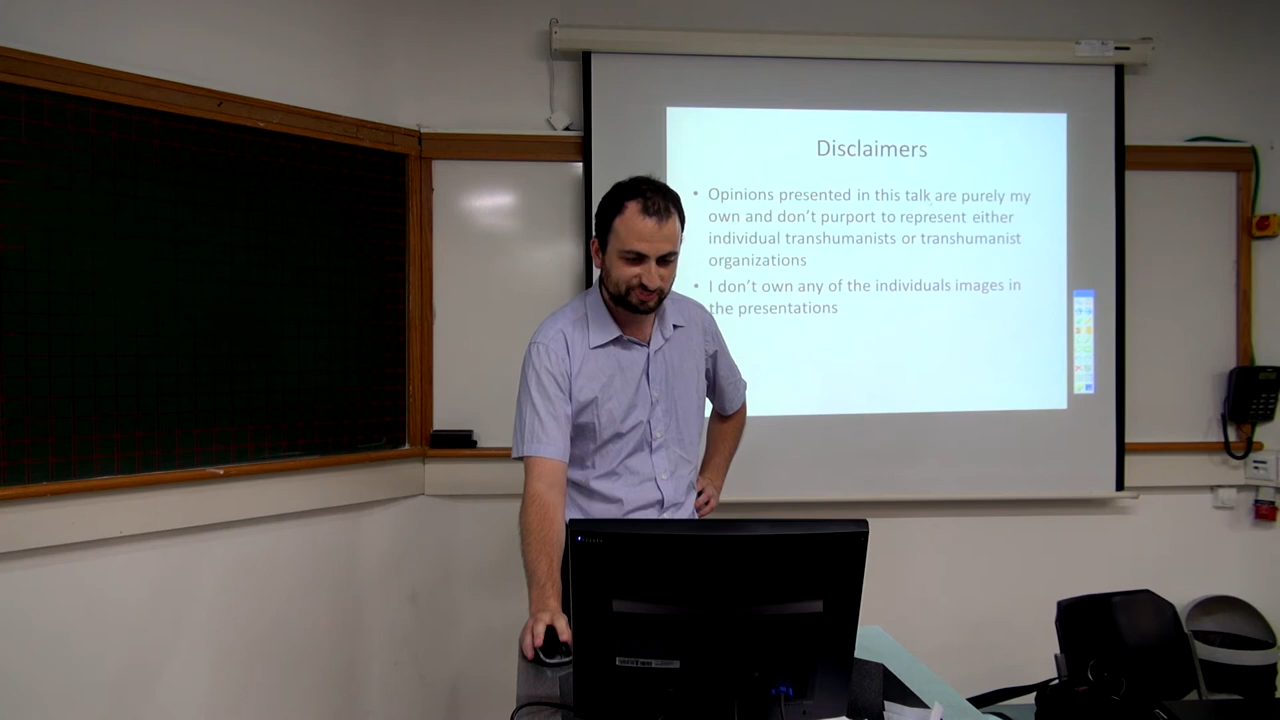 Disclaimers
• Opinions presented in this talk are purely my
own and don't purport to represent either
individual transhumanists or transhumanist
organizations
• I don't own any of the individuals images in
the presentations